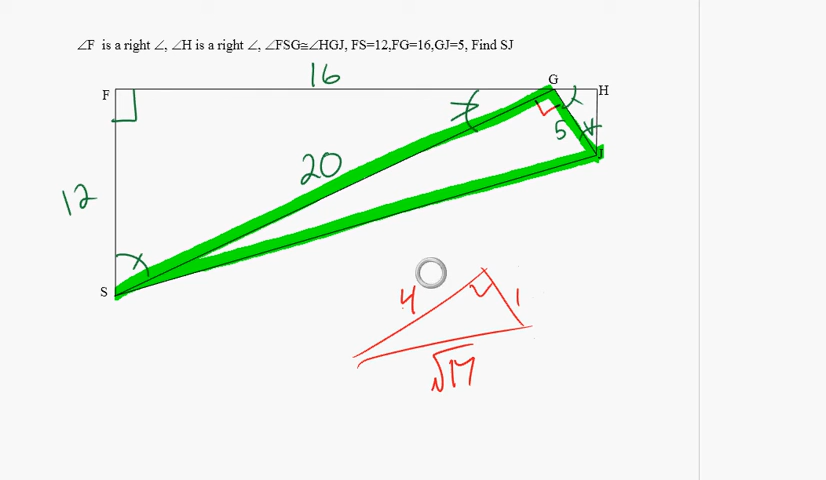 ∠F is a right ∠, ∠H is a right ∠, ∠FSG≅∠HGJ, FS=12,FG=16,GJ=5, Find SJ
16
F
G
H
5
J
20
12
S
4
1
√17